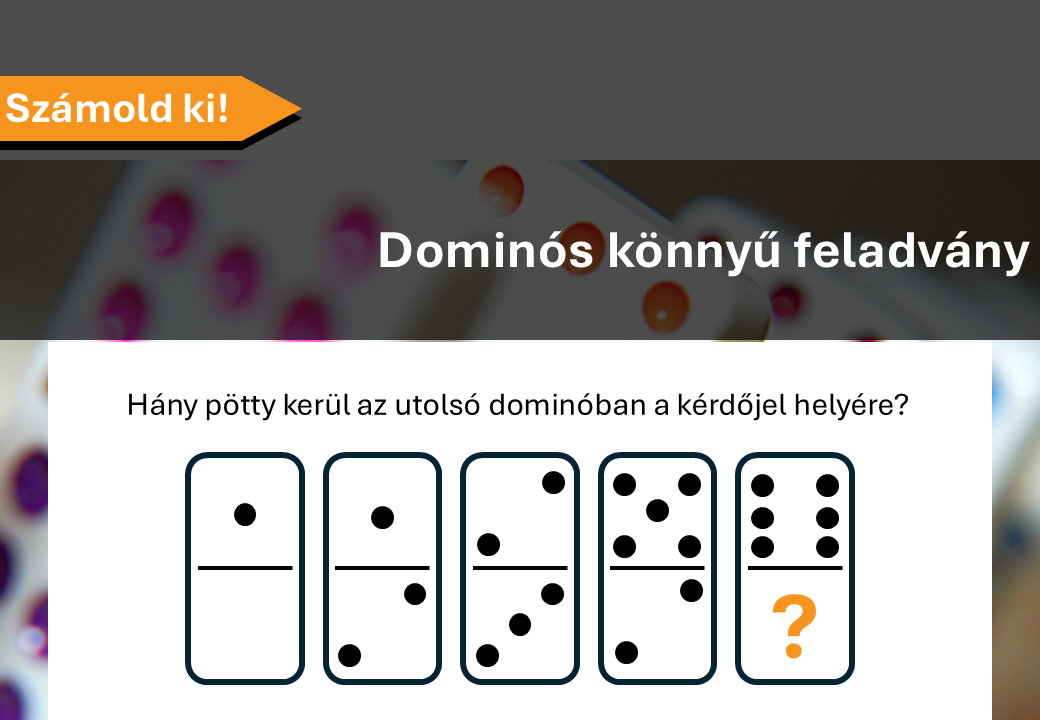 Számold ki!
Dominós könnyű feladvány
Hány pötty kerül az utolsó dominóban a kérdőjel helyére?
?